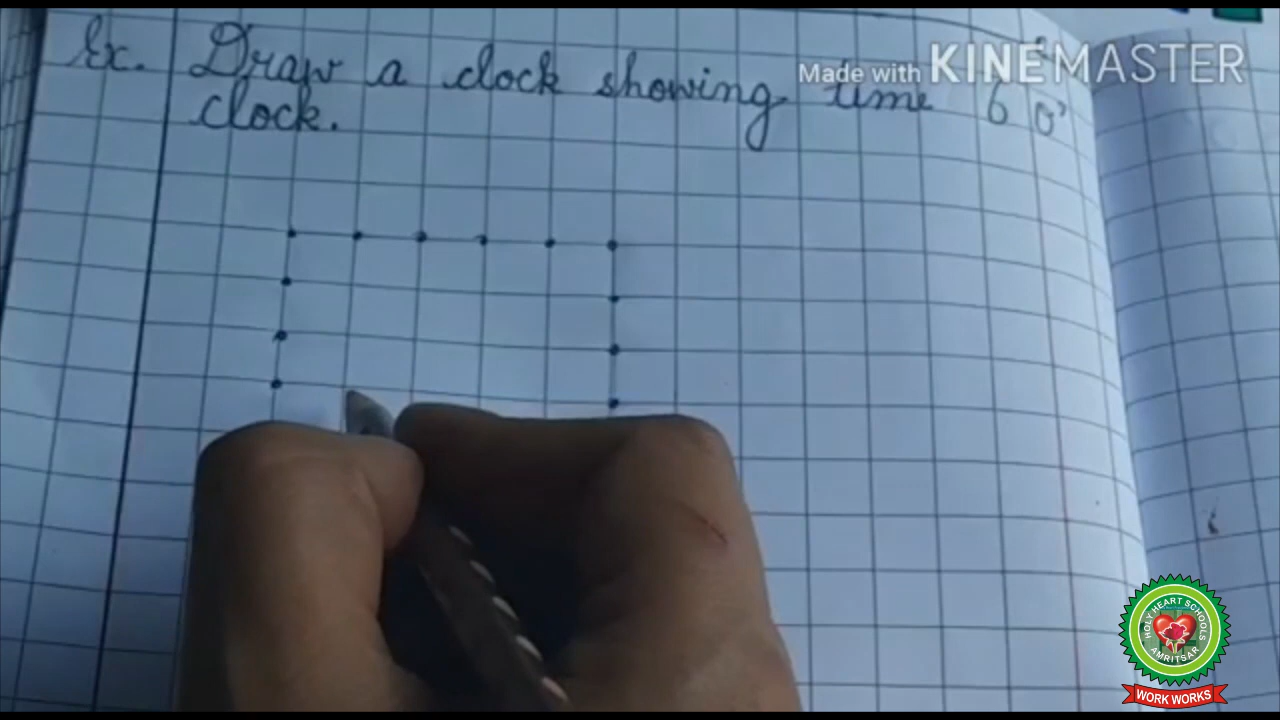 Ex. Draw a clock showing time 6 o'
clock.
Made with KINEMASTER
HOLY HEART SCHOOLS
AMRITSAR
WORK WORKS